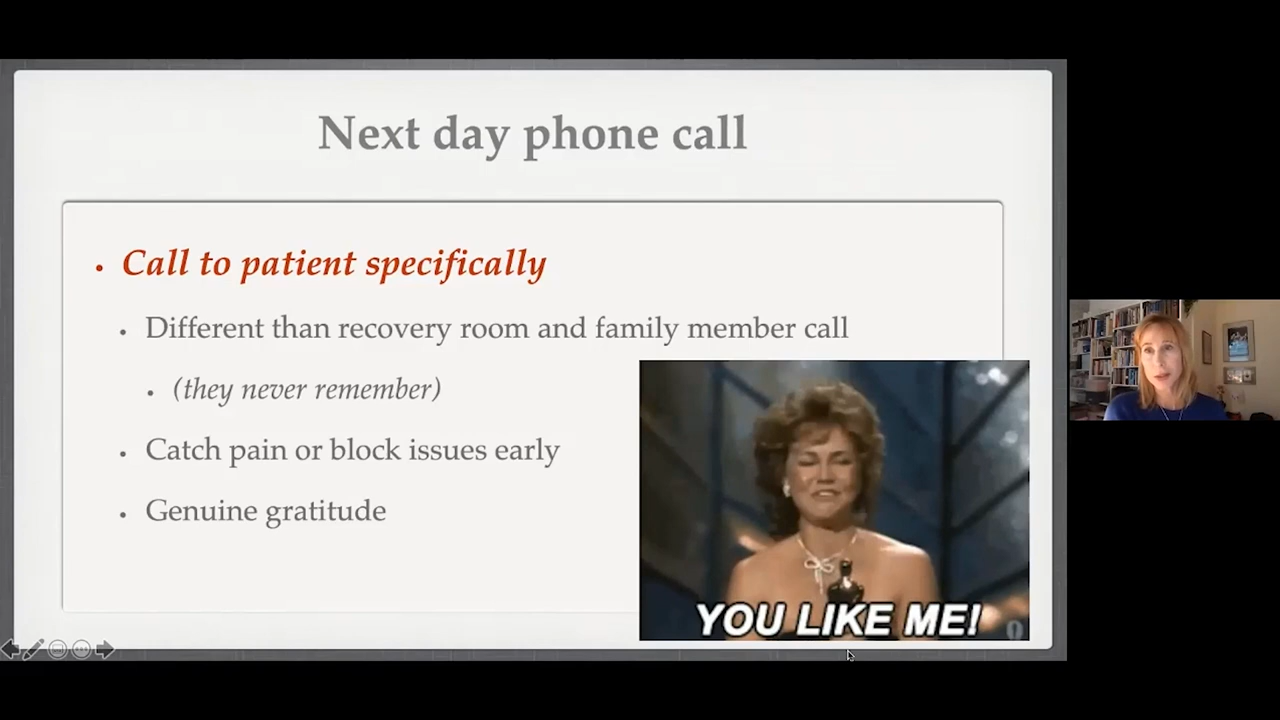 Next day phone call
Call to patient specifically
Different than recovery room and family member call
(they never remember)
Catch pain or block issues early
Genuine gratitude
YOU LIKE ME!